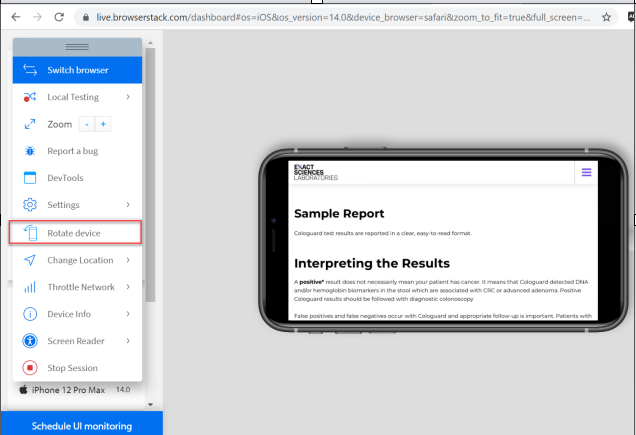 live.browserstack.com/dashboard#os=iOS&os_version=14.0&device_browser=safari&zoom_to_fit=true&full_screen=...
Switch browser
Local Testing
Zoom - +
Report a bug
DevTools
Settings
Rotate device
Change Location
Throttle Network
Device Info
Screen Reader
Stop Session
iPhone 12 Pro Max 14.0
Schedule UI monitoring
EXACT
SCIENCES
LABORATORIES
Sample Report
Cologuard test results are reported in a clear, easy-to-read format.
Interpreting the Results
A positive* result does not necessarily mean your patient has cancer. It means that Cologuard detected DNA
and/or hemoglobin biomarkers in the stool which are associated with CRC or advanced adenoma. Positive
Cologuard results should be followed with diagnostic colonoscopy
False positives and false negatives occur with Cologuard and appropriate follow-up is important. Patients with